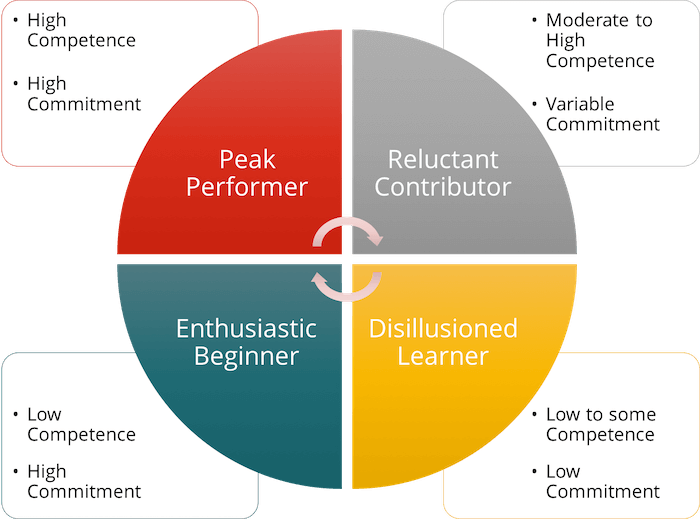 • High
Competence
• High
Commitment
• Moderate to
High
Competence
• Variable
Commitment
Peak
Performer
Reluctant
Contributor
Enthusiastic
Beginner
Disillusioned
Learner
• Low
Competence
• High
Commitment
• Low to some
Competence
• Low
Commitment